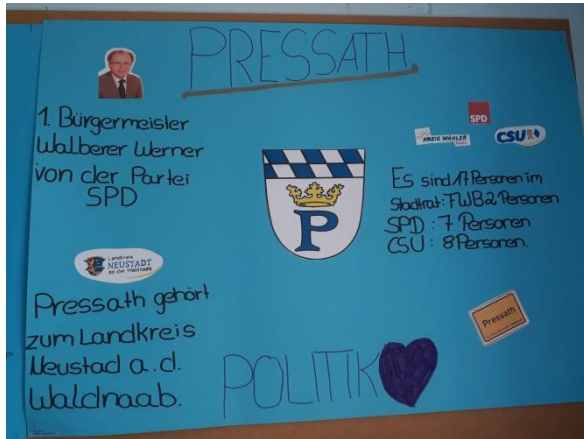 PRESSATH
1. Bürgermeister
Walberer Werner
von der Partei
SPD
SPD
FREIE WÄHLER
CSU
P
Es sind 17 Personen im
Stadtrat: FWB 2 Personen
SPD : 7 Personen
CSU : 8 Personen.
Landkreis
NEUSTADT
an der Waldnaab
Pressath gehört
zum Landkreis
Neustad a.d.
Waldnaab.
Pressath
POLITIK